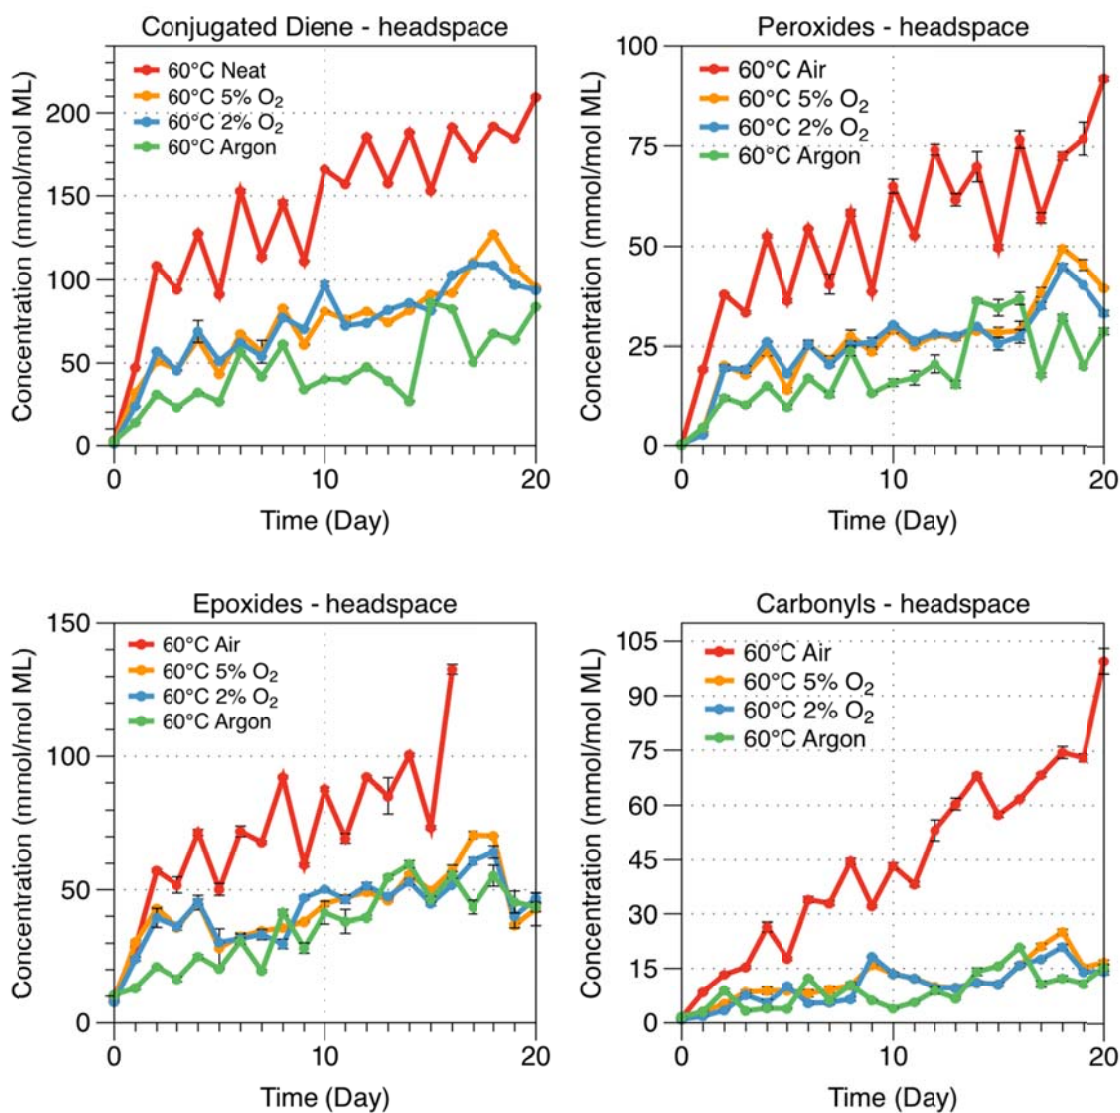 Conjugated Diene - headspace
Concentration (mmol/mol ML)
60°C Neat
60°C 5% O₂
60°C 2% O₂
60°C Argon
200
150
100
50
0
0 10 20
Time (Day)
Peroxides - headspace
Concentration (mmol/mol ML)
60°C Air
60°C 5% O₂
60°C 2% O₂
60°C Argon
100
75
50
25
0
0 10 20
Time (Day)
Epoxides - headspace
Concentration (mmol/mol ML)
60°C Air
60°C 5% O₂
60°C 2% O₂
60°C Argon
150
100
50
0
0 10 20
Time (Day)
Carbonyls - headspace
Concentration (mmol/mol ML)
60°C Air
60°C 5% O₂
60°C 2% O₂
60°C Argon
105
90
75
60
45
30
15
0
0 10 20
Time (Day)